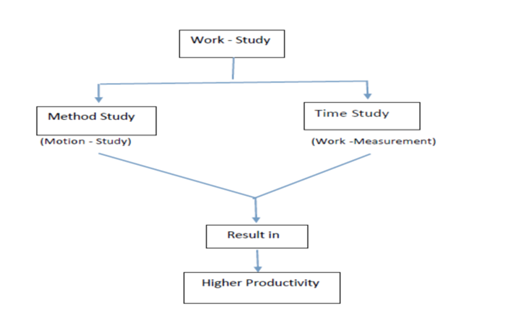 Work - Study
Method Study
(Motion - Study)
Time Study
(Work -Measurement)
Result in
Higher Productivity